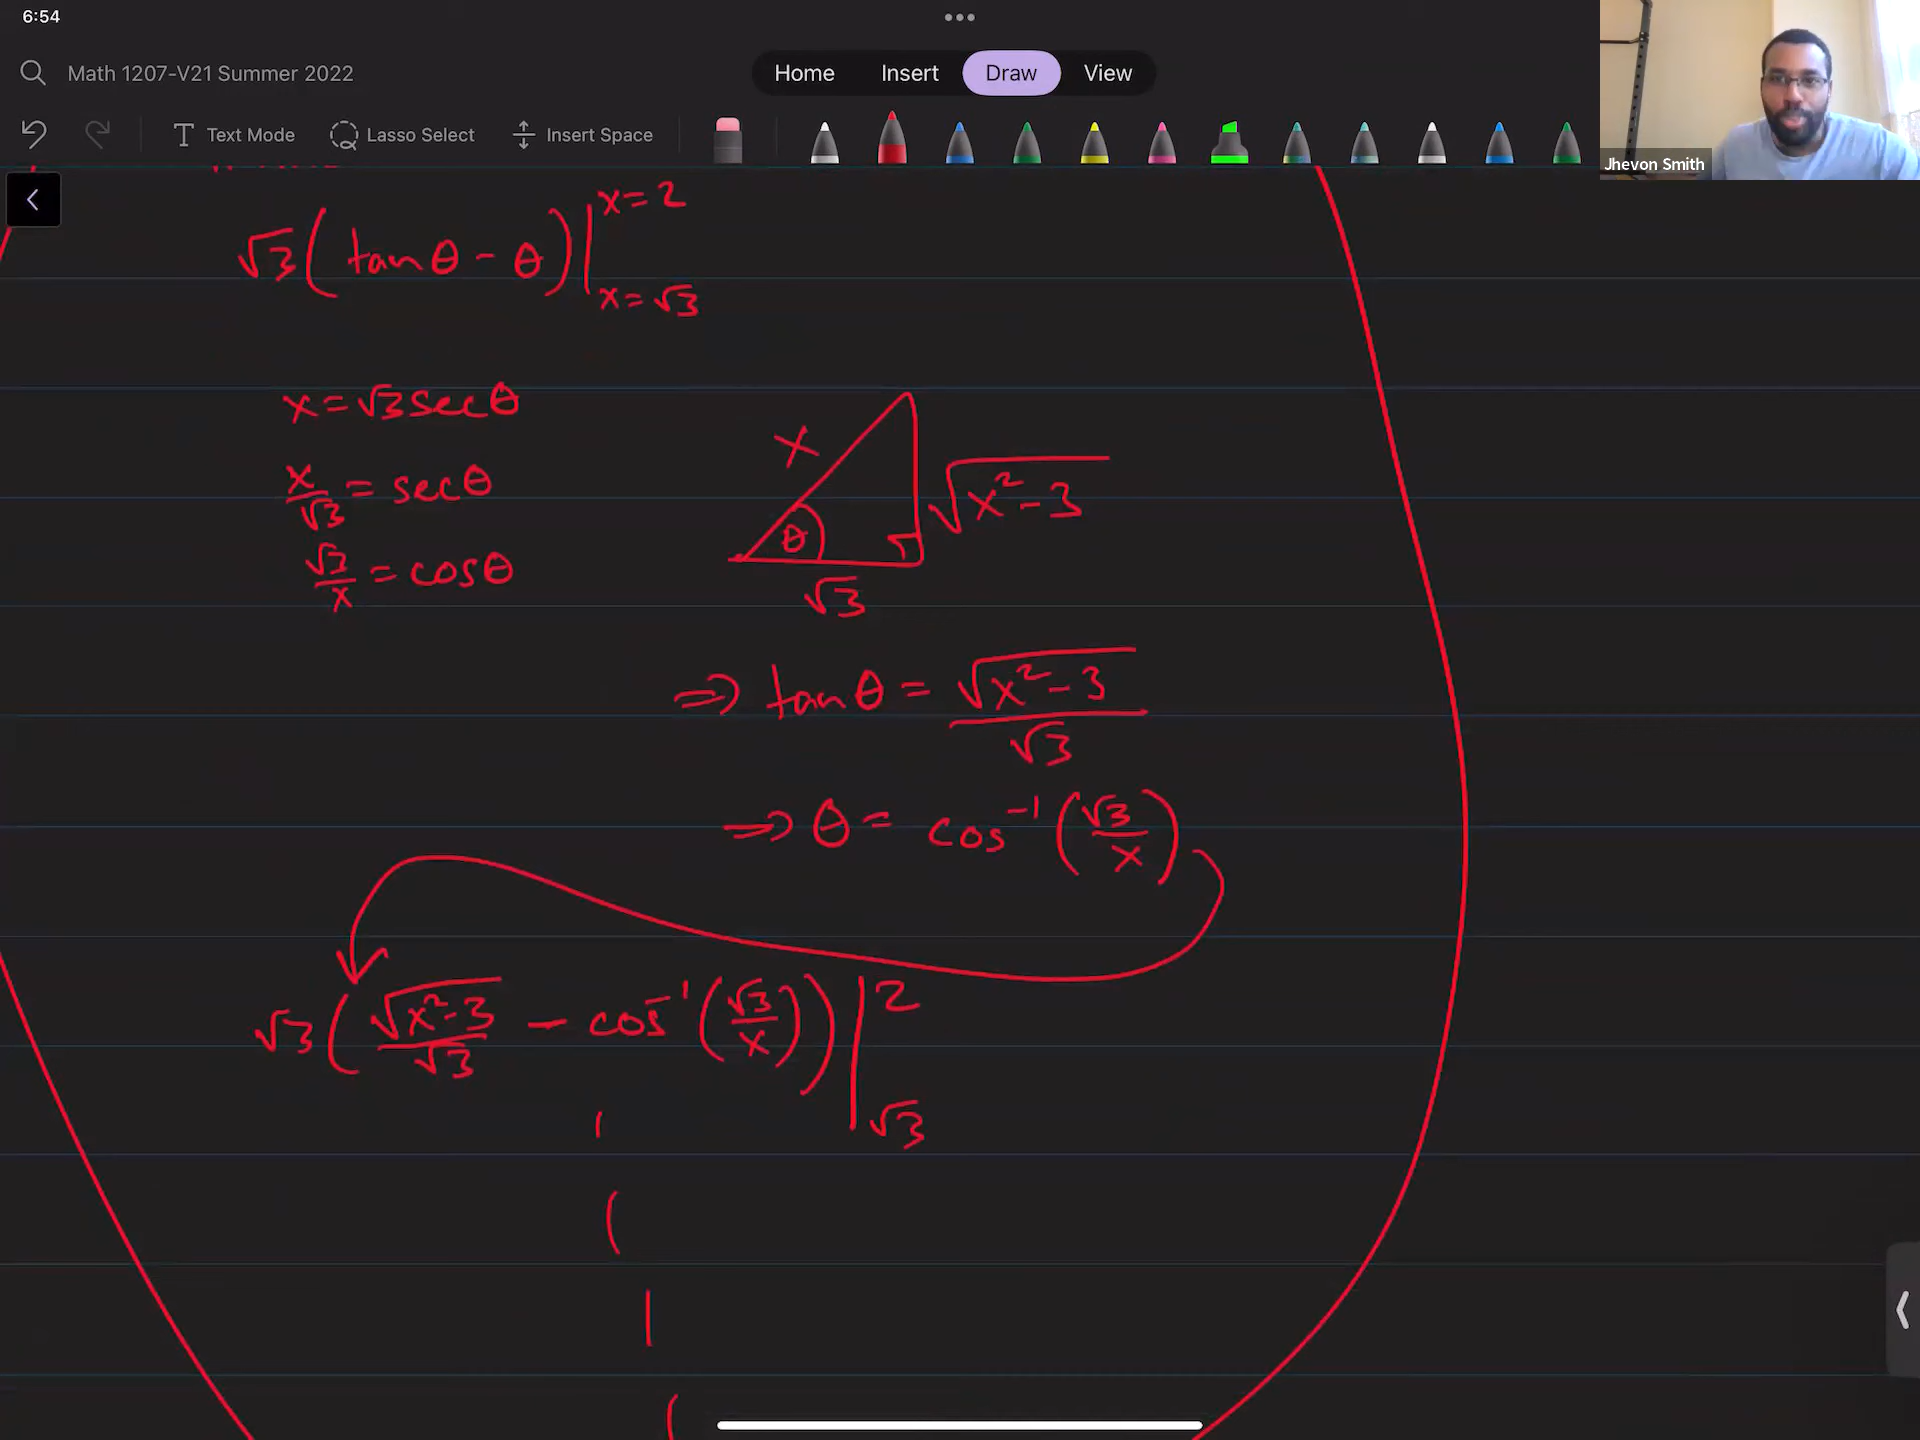 6:54
Math 1207-V21 Summer 2022
Home Insert Draw View
Text Mode Lasso Select Insert Space
Jhevon Smith
√3(tanθ - θ)|
x=2
x=√3
x=√3secθ
x/√3 = secθ
√3/x = cosθ
x
θ
√3
√(x²-3)
⇒ tanθ = √(x²-3)/√3
⇒ θ = cos⁻¹(√3/x)
√3(√(x²-3)/√3 - cos⁻¹(√3/x))|
2
√3